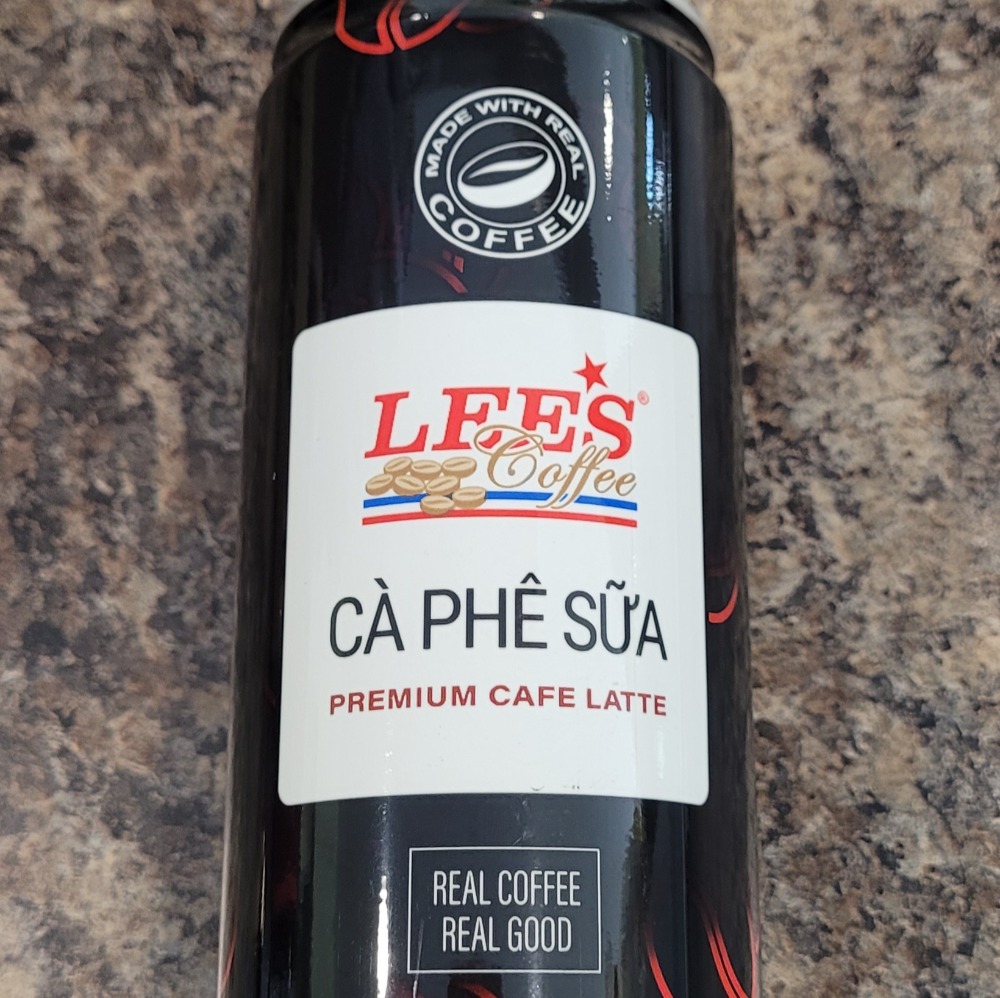 MADE WITH REAL
COFFEE
LEE'S®
Coffee
CÀ PHÊ SỮA
PREMIUM CAFE LATTE
REAL COFFEE
REAL GOOD